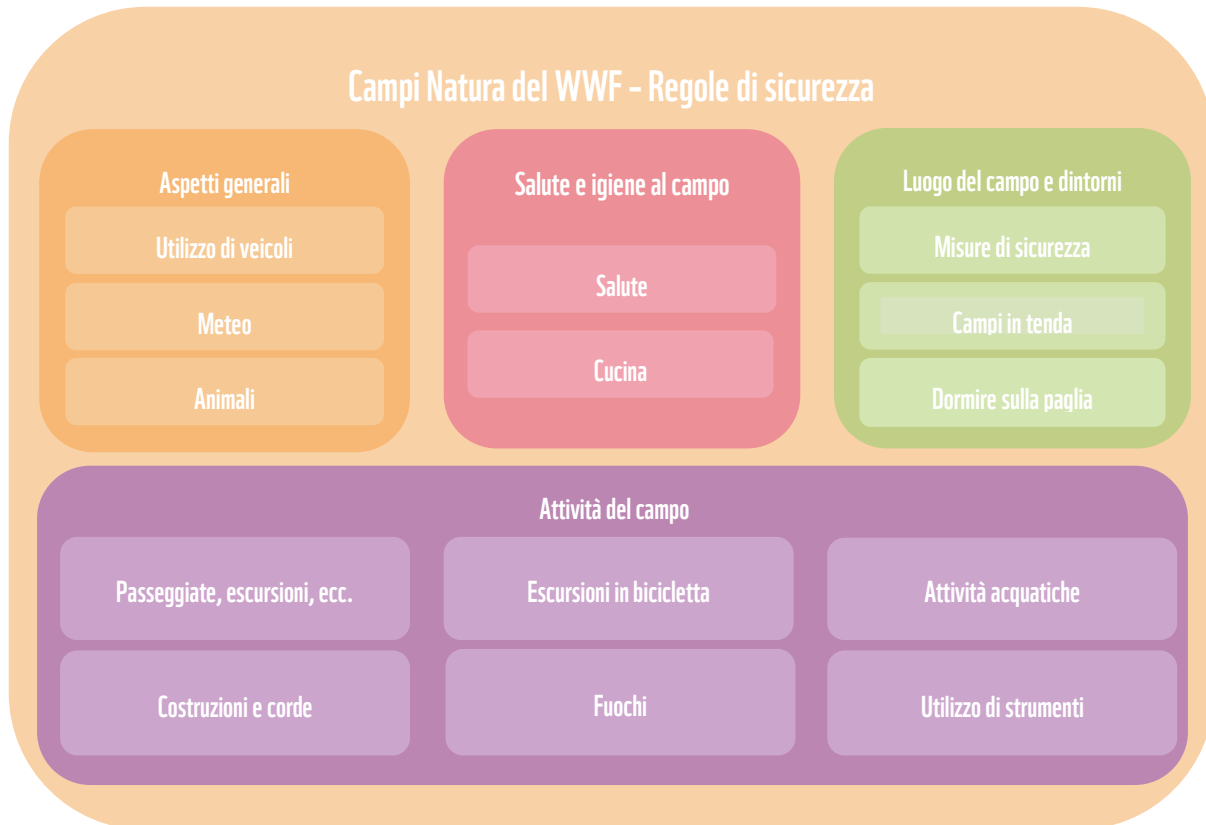 Campi Natura del WWF – Regole di sicurezza
Aspetti generali
Utilizzo di veicoli
Meteo
Animali
Salute e igiene al campo
Salute
Cucina
Luogo del campo e dintorni
Misure di sicurezza
Campi in tenda
Dormire sulla paglia
Attività del campo
Passeggiate, escursioni, ecc.
Escursioni in bicicletta
Attività acquatiche
Costruzioni e corde
Fuochi
Utilizzo di strumenti